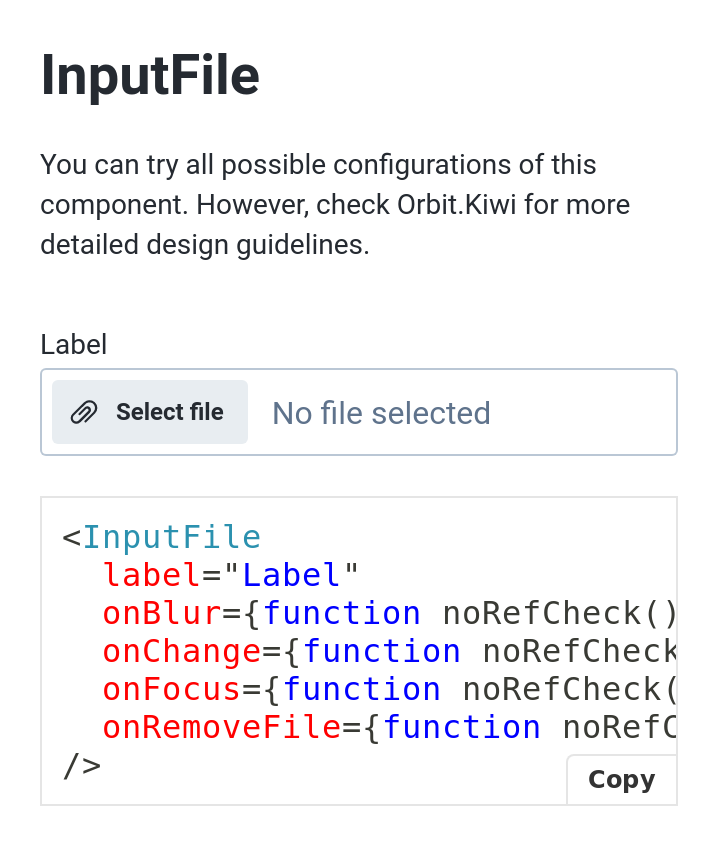 InputFile
You can try all possible configurations of this
component. However, check Orbit.Kiwi for more
detailed design guidelines.
Label
Select file No file selected
<InputFile
  label="Label"
  onBlur={function noRefCheck()
  onChange={function noRefCheck
  onFocus={function noRefCheck(
  onRemoveFile={function noRefC
/>
Copy